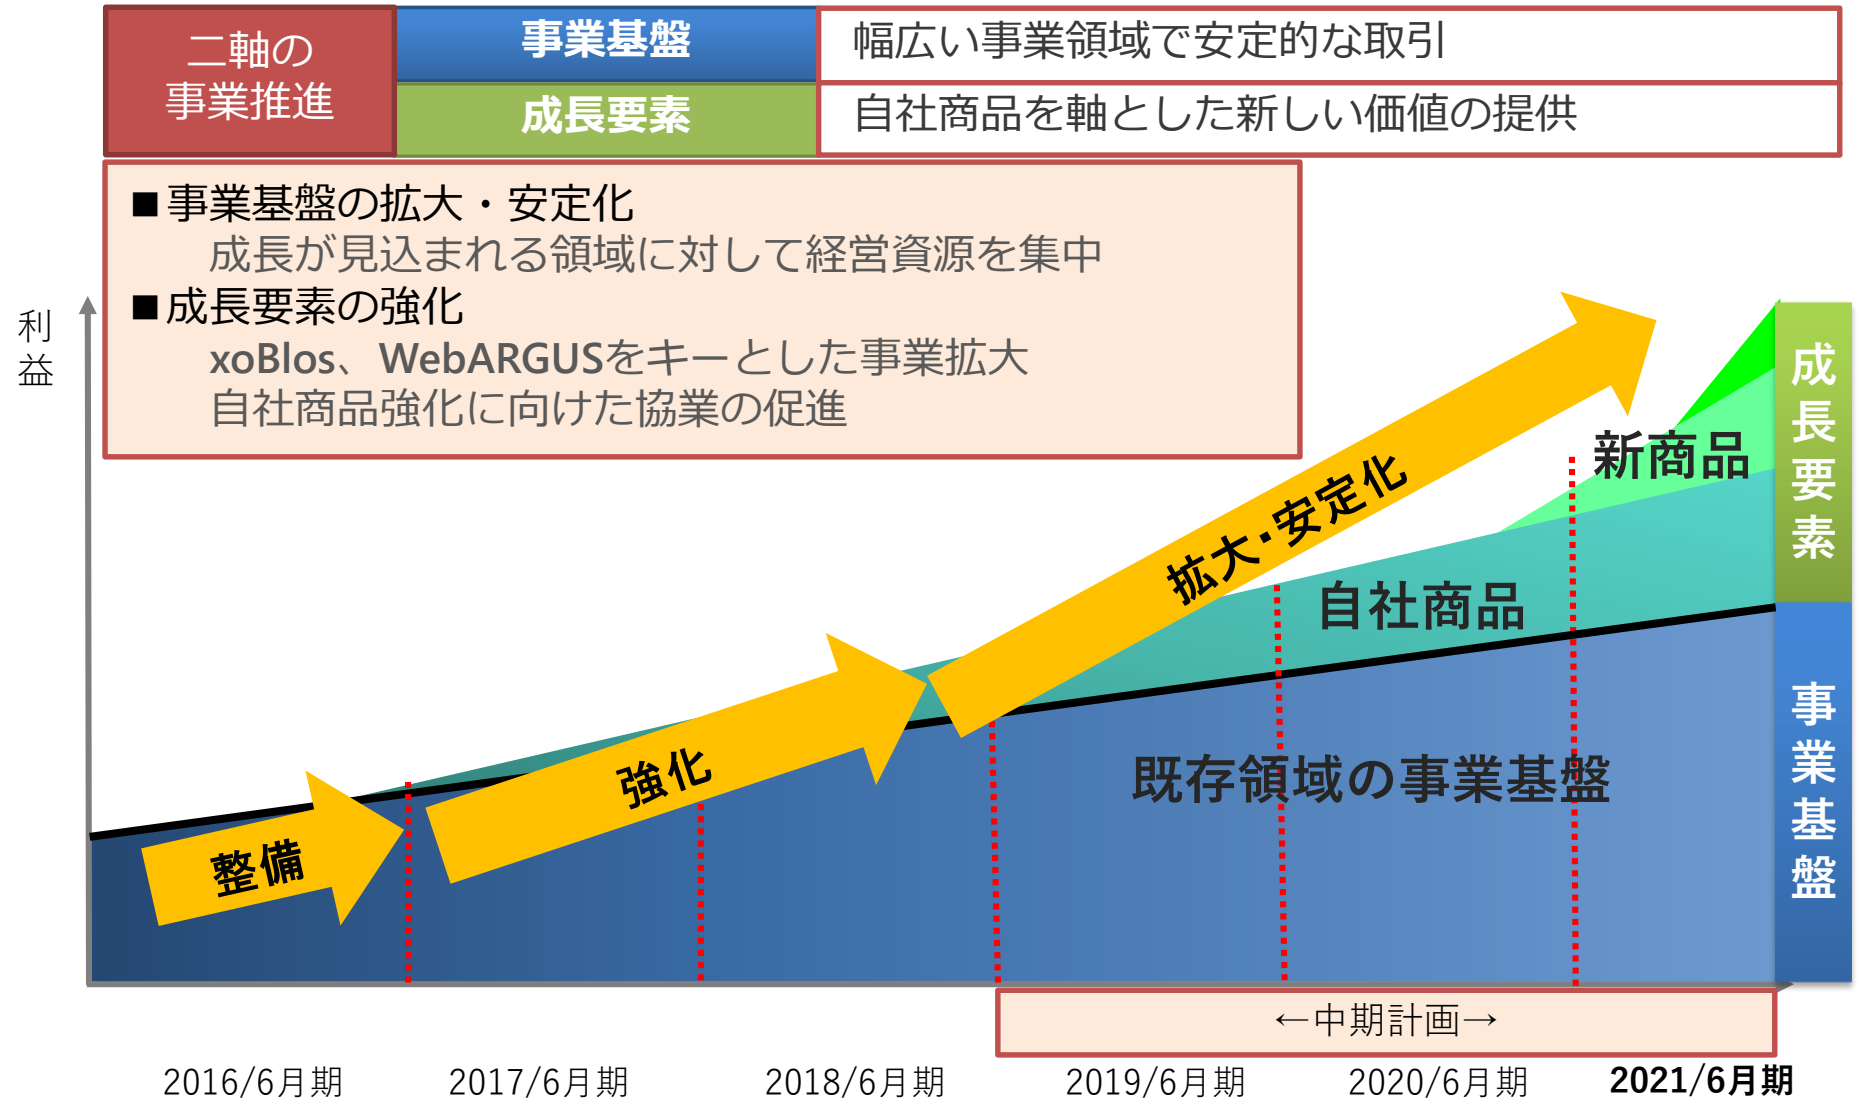 二軸の
事業推進
事業基盤
幅広い事業領域で安定的な取引
成長要素
自社商品を軸とした新しい価値の提供
■事業基盤の拡大・安定化
成長が見込まれる領域に対して経営資源を集中
■成長要素の強化
xoBlos、WebARGUSをキーとした事業拡大
自社商品強化に向けた協業の促進
利益
整備
強化
拡大・安定化
新商品
自社商品
既存領域の事業基盤
成長要素
事業基盤
←中期計画→
2016/6月期
2017/6月期
2018/6月期
2019/6月期
2020/6月期
2021/6月期